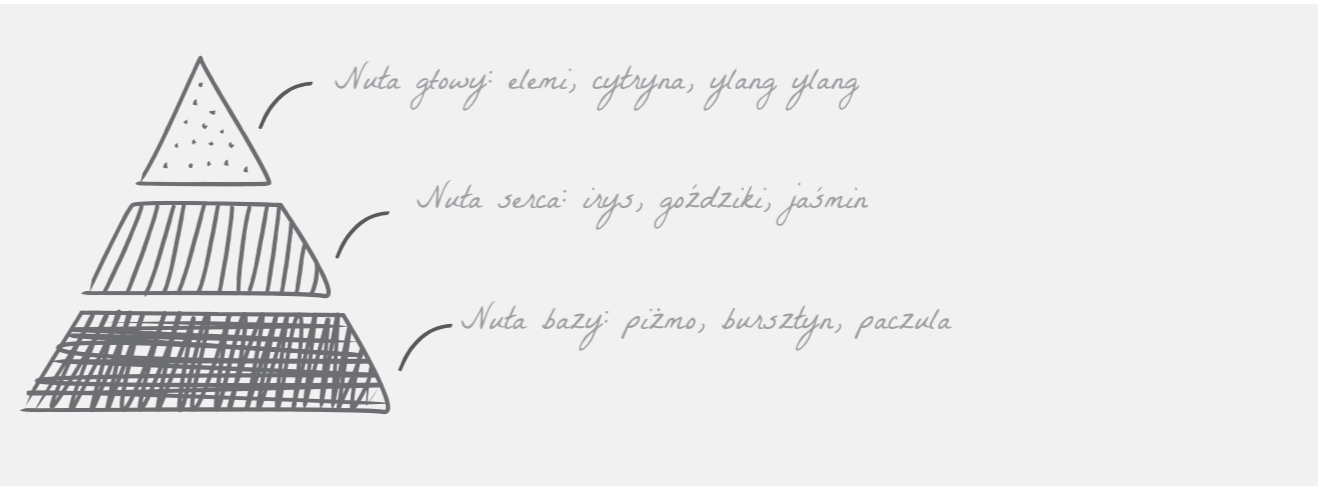 Nuta głowy: elemi, cytryna, ylang ylang
Nuta serca: irys, goździki, jaśmin
Nuta bazy: piżmo, bursztyn, paczula